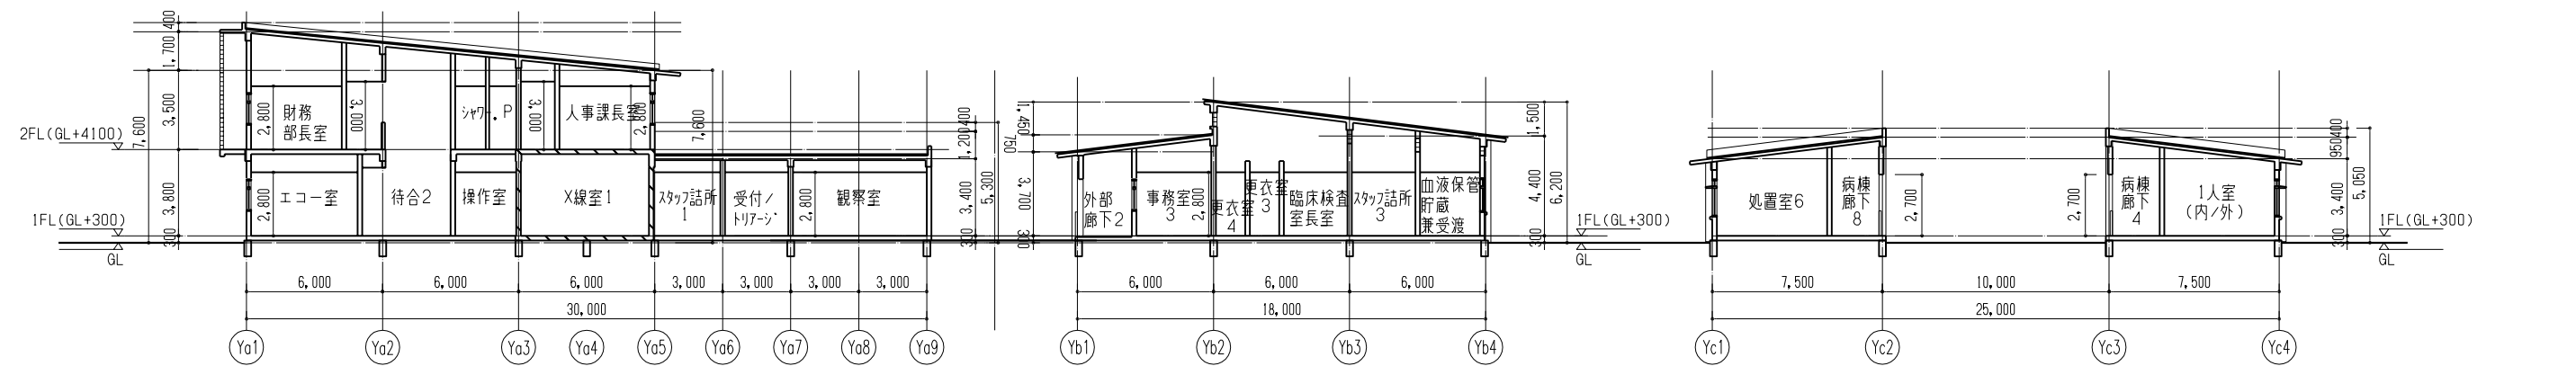 400
1,700
3,500
7,600
3,800
300
2FL(GL+4100)
1FL(GL+300)
GL
2,800
財務
部長室
3,000
シャワー.P
3,000
人事課長室
2,800
7,600
2,800
エコー室
待合2
操作室
X線室1
スタッフ詰所
1
受付/
トリアージ
2,800
観察室
400
1,200
3,400
300
5,300
6,000
6,000
6,000
3,000
3,000
3,000
3,000
30,000
Ya1
Ya2
Ya3
Ya4
Ya5
Ya6
Ya7
Ya8
Ya9
1,450
750
3,700
300
外部
廊下2
事務室
3
2,800
更衣室
4
更衣室
3
臨床検査
室長室
スタッフ詰所
3
血液保管
貯蔵
兼受渡
1,500
4,400
300
6,200
1FL(GL+300)
GL
6,000
6,000
6,000
18,000
Yb1
Yb2
Yb3
Yb4
処置室6
病棟
廊下
8
2,700
2,700
病棟
廊下
4
1人室
(内/外)
400
950
3,400
300
5,050
1FL(GL+300)
GL
7,500
10,000
7,500
25,000
Yc1
Yc2
Yc3
Yc4